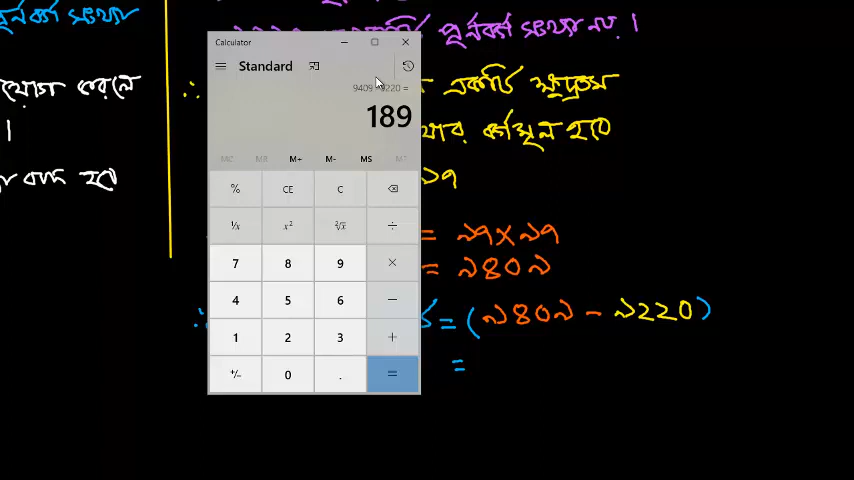 পূর্ণবর্গ সংখ্যা
পূর্ণবর্গ সংখ্যা নয়।
যোগ করলে
।
বাদ হবে
∴ একটি ক্ষুদ্রতম
যার বর্গমূল হবে
৯৭
= ৯৭×৯৭
= ৯৪০৯
∴ = (৯৪০৯ - ৯২২০)
=
Calculator
Standard
9409 9220 =
189
MC MR M+ M- MS M
% CE C
¹/x x² ²√x ÷
7 8 9 ×
4 5 6 −
1 2 3 +
+/− 0 . =